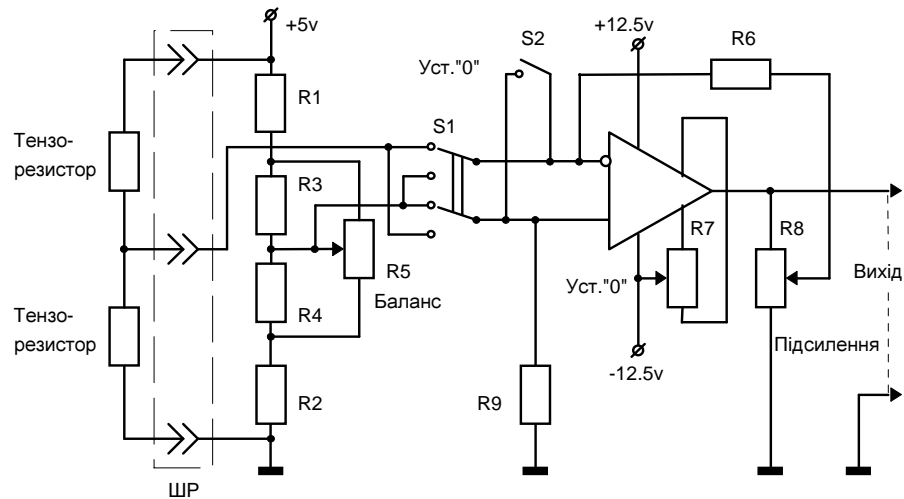 +5v
+12.5v
S2
R6
Уст."0"
R1
S1
Тензо-
резистор
R3
R7
R8
R5
Баланс
Уст."0"
Вихід
Тензо-
резистор
R4
Підсилення
-12.5v
R2
R9
ШР